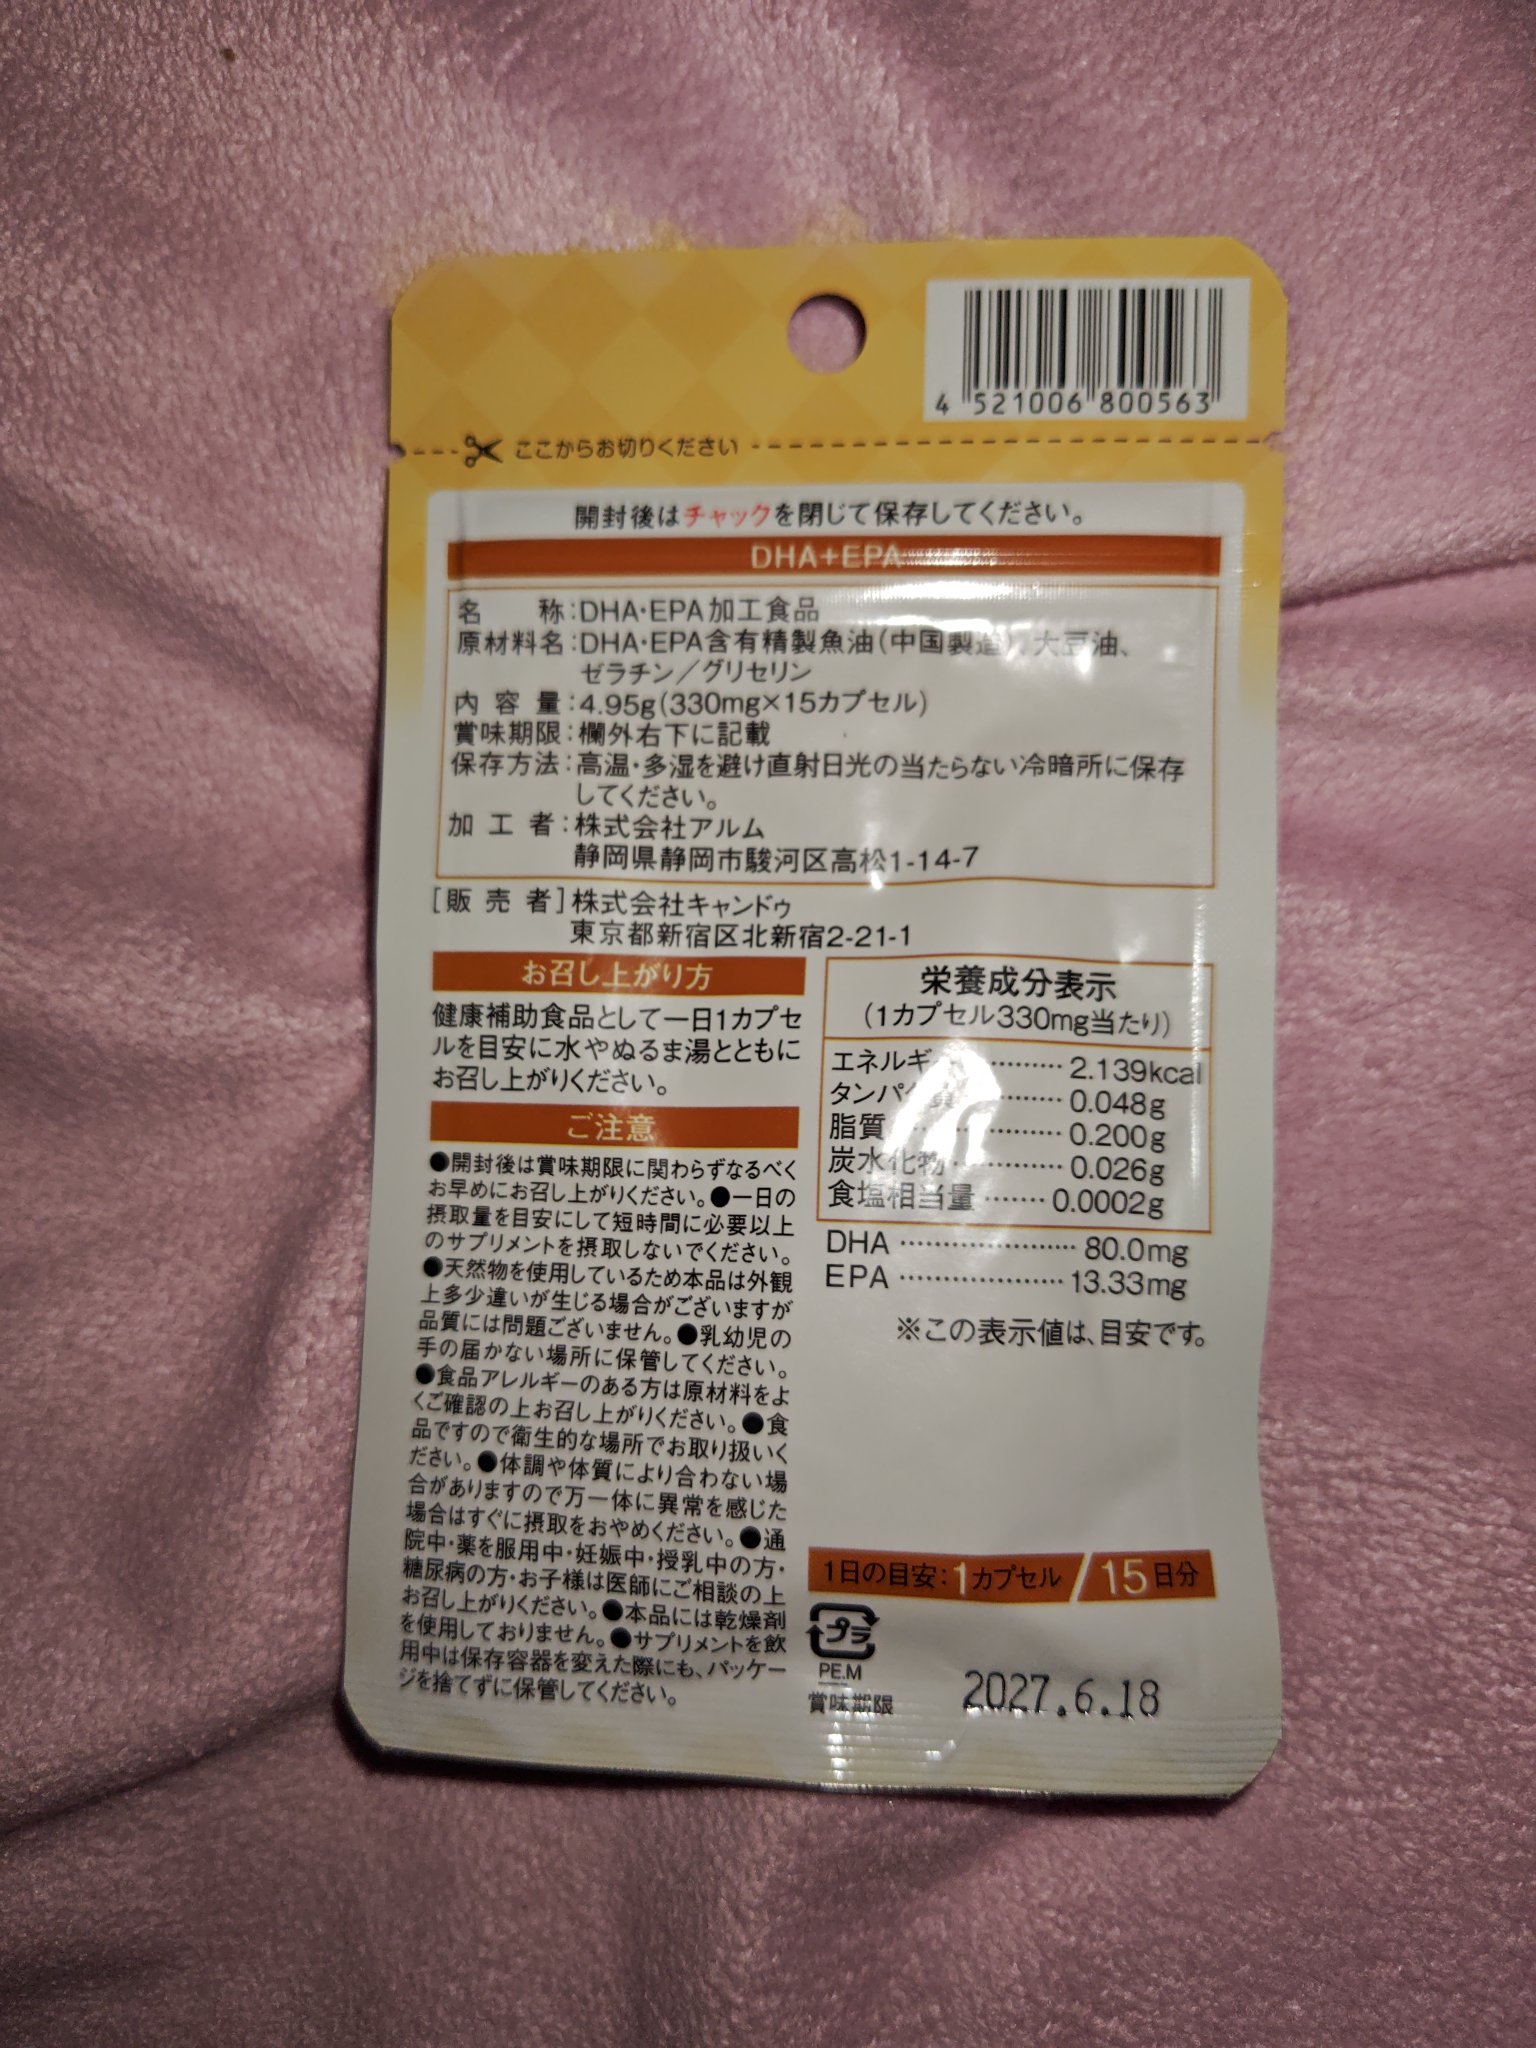 4 521006 800563
ここからお切りください
開封後はチャックを閉じて保存してください。
DHA+EPA
名　　称：DHA・EPA加工食品
原材料名：DHA・EPA含有精製魚油(中国製造)、大豆油、
ゼラチン／グリセリン
内 容 量：4.95g(330mg×15カプセル)
賞味期限：欄外右下に記載
保存方法：高温・多湿を避け直射日光の当たらない冷暗所に保存
してください。
加 工 者：株式会社アルム
静岡県静岡市駿河区高松1-14-7
[販 売 者]株式会社キャンドゥ
東京都新宿区北新宿2-21-1
お召し上がり方
健康補助食品として一日1カプセ
ルを目安に水やぬるま湯とともに
お召し上がりください。
ご注意
●開封後は賞味期限に関わらずなるべく
お早めにお召し上がりください。●一日の
摂取量を目安にして短時間に必要以上
のサプリメントを摂取しないでください。
●天然物を使用しているため本品は外観
上多少違いが生じる場合がございますが
品質には問題ございません。●乳幼児の
手の届かない場所に保管してください。
●食品アレルギーのある方は原材料をよ
くご確認の上お召し上がりください。●食
品ですので衛生的な場所でお取り扱いく
ださい。●体調や体質により合わない場
合がありますので万一体に異常を感じた
場合はすぐに摂取をおやめください。●通
院中・薬を服用中・妊娠中・授乳中の方・
糖尿病の方・お子様は医師にご相談の上
お召し上がりください。●本品には乾燥剤
を使用しておりません。●サプリメントを飲
用中は保存容器を変えた際にも、パッケー
ジを捨てずに保管してください。
栄養成分表示
(1カプセル330mg当たり)
エネルギー………2.139kcal
タンパク質………0.048g
脂質………………0.200g
炭水化物…………0.026g
食塩相当量………0.0002g
DHA………………80.0mg
EPA………………13.33mg
※この表示値は、目安です。
1日の目安：1カプセル/15日分
プラ
PE.M
賞味期限 2027.6.18